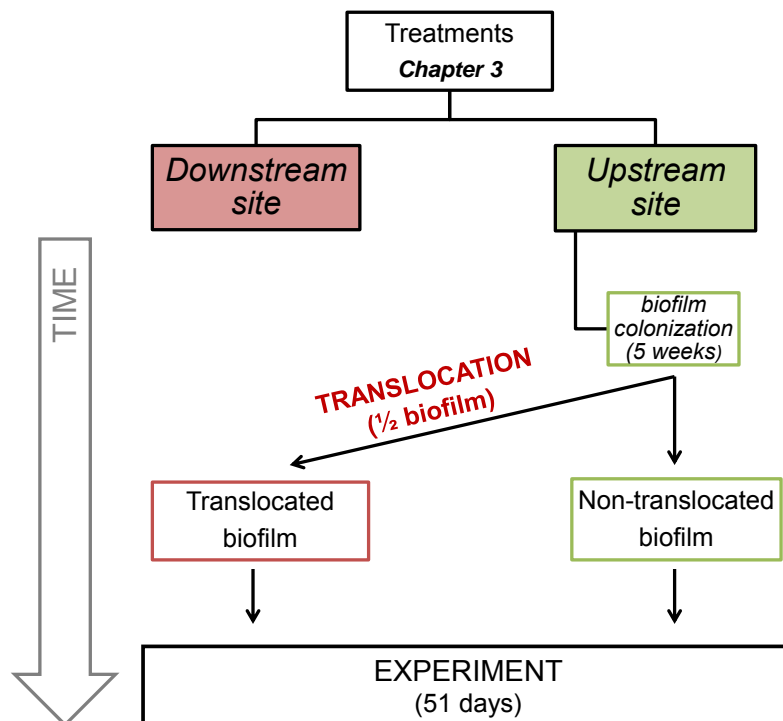 Treatments
Chapter 3
Downstream
site
Upstream
site
TIME
biofilm
colonization
(5 weeks)
TRANSLOCATION
(½ biofilm)
Translocated
biofilm
Non-translocated
biofilm
EXPERIMENT
(51 days)